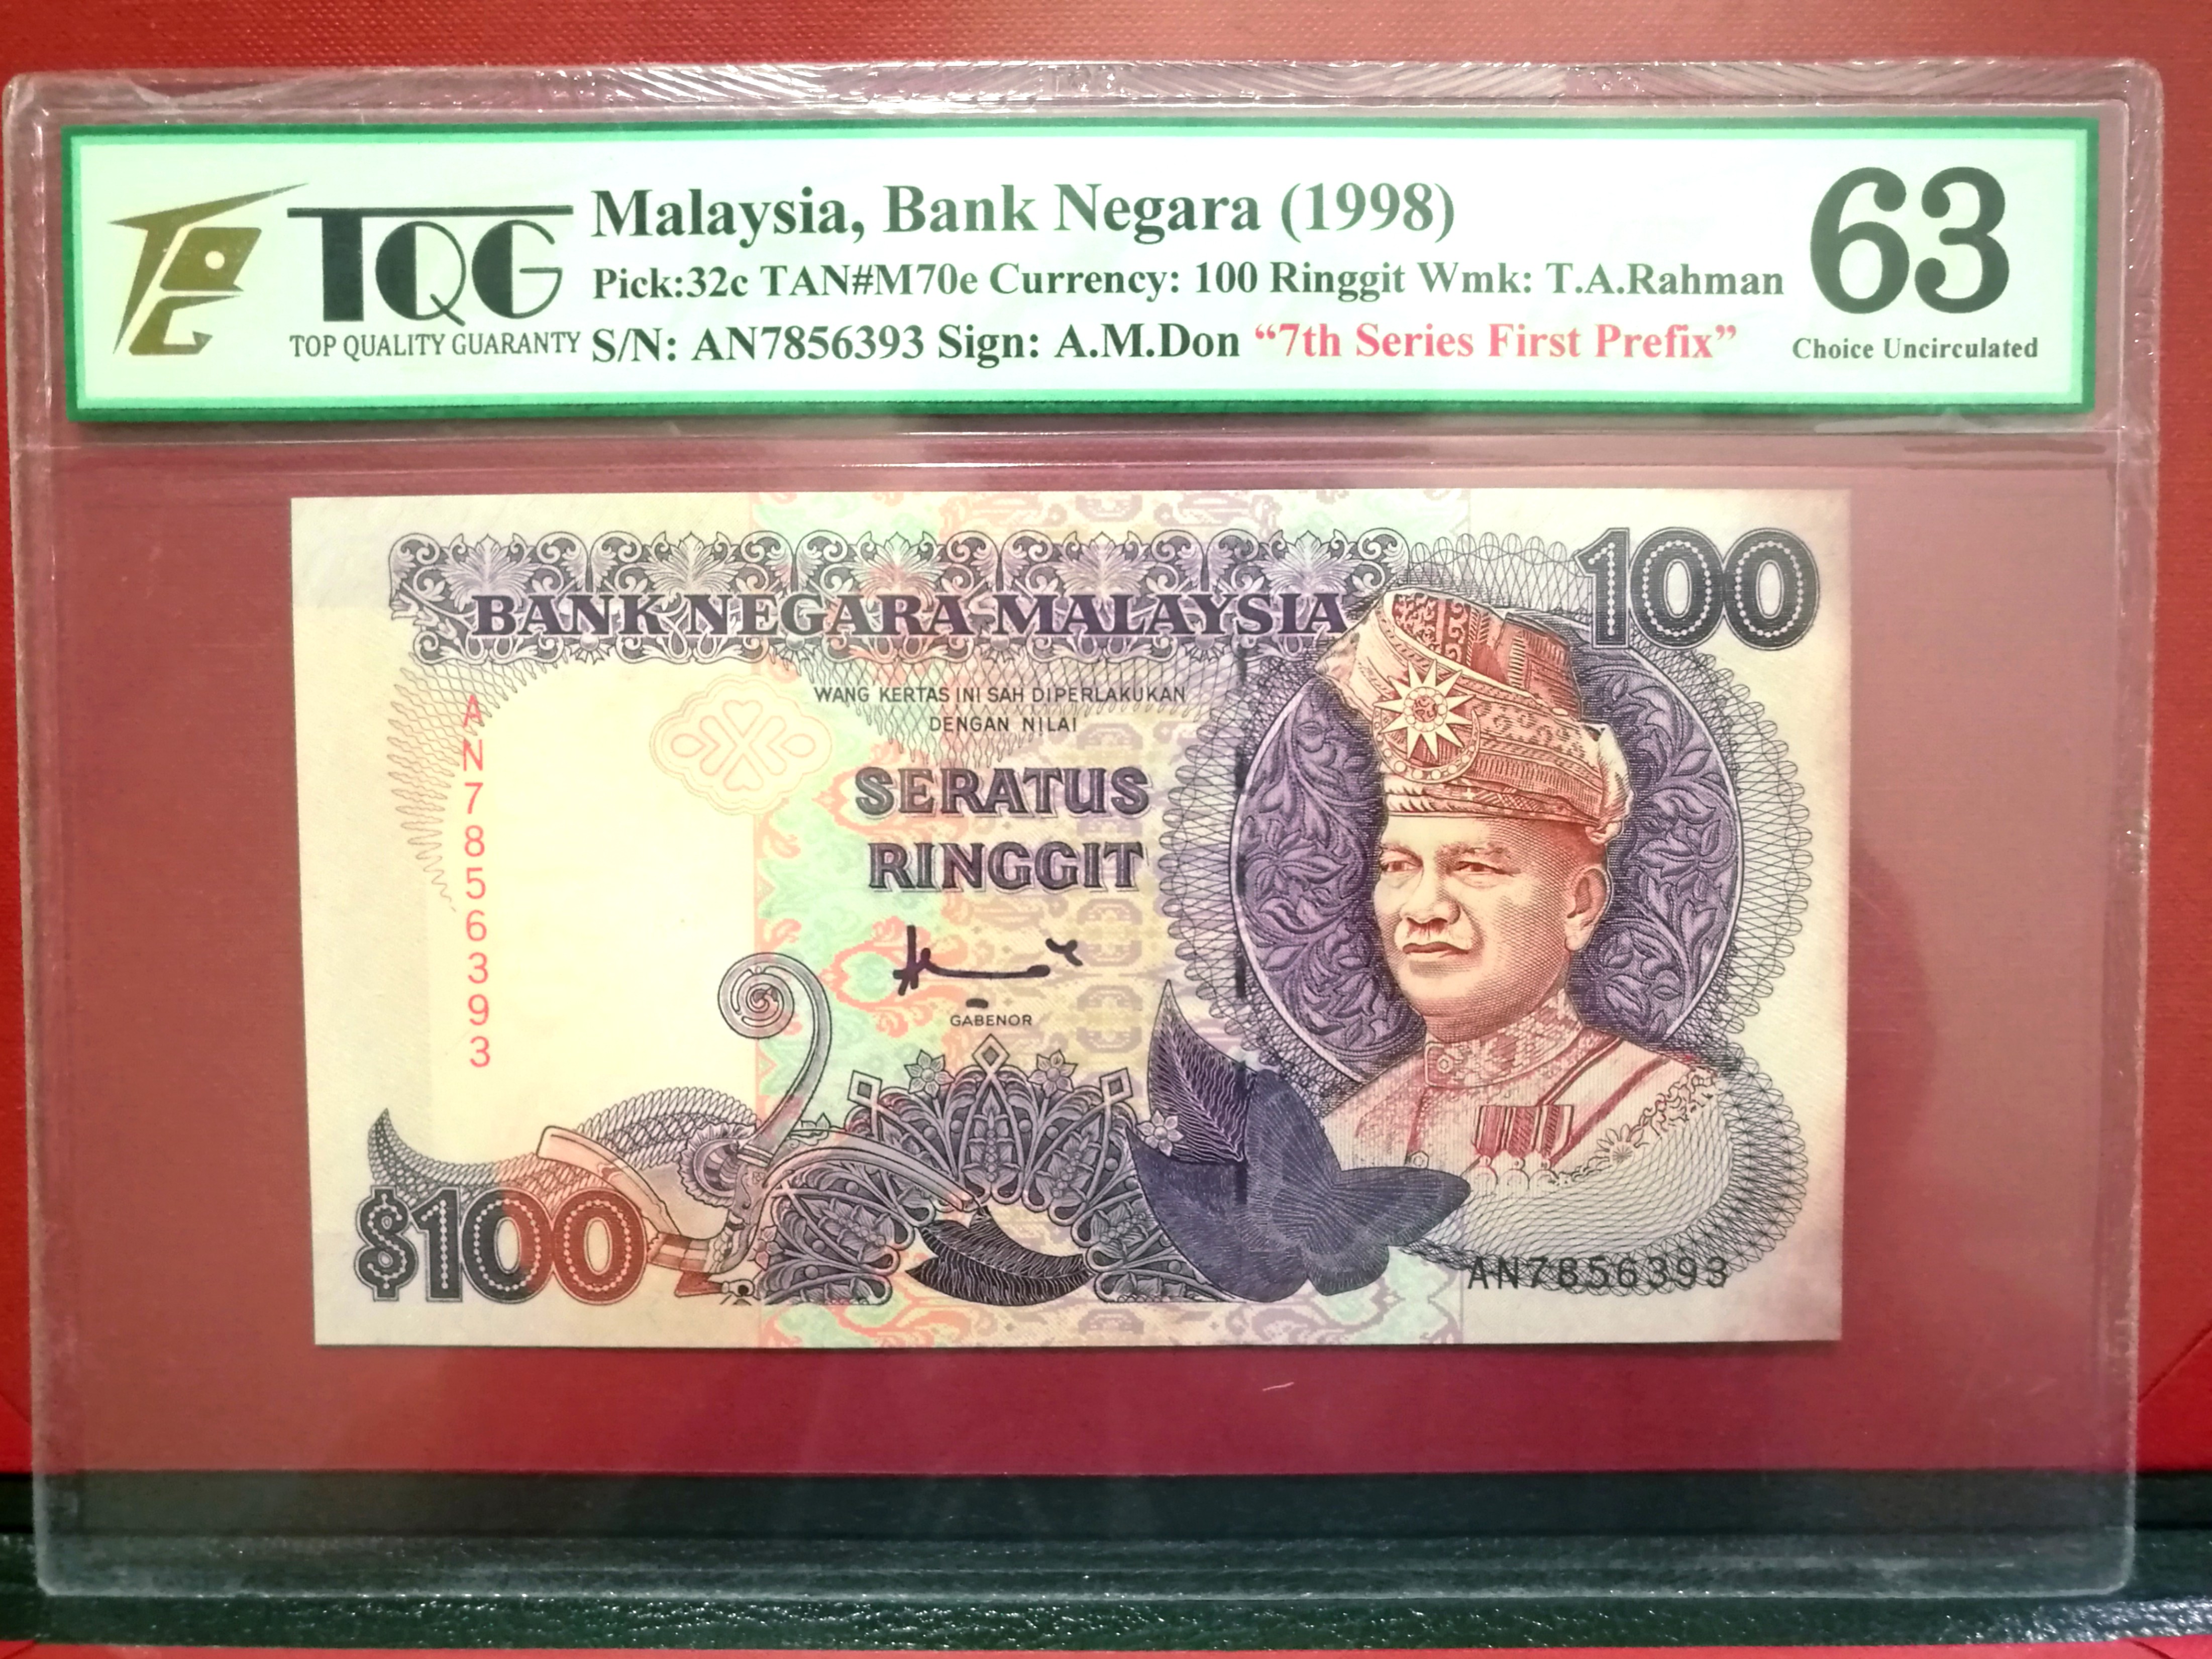 TQG
TOP QUALITY GUARANTY
Malaysia, Bank Negara (1998)
Pick:32c TAN#M70e Currency: 100 Ringgit Wmk: T.A.Rahman
S/N: AN7856393 Sign: A.M.Don “7th Series First Prefix”
63
Choice Uncirculated
100
BANK NEGARA MALAYSIA
WANG KERTAS INI SAH DIPERLAKUKAN
DENGAN NILAI
SERATUS
RINGGIT
GABENOR
AN7856393
$100
AN7856393